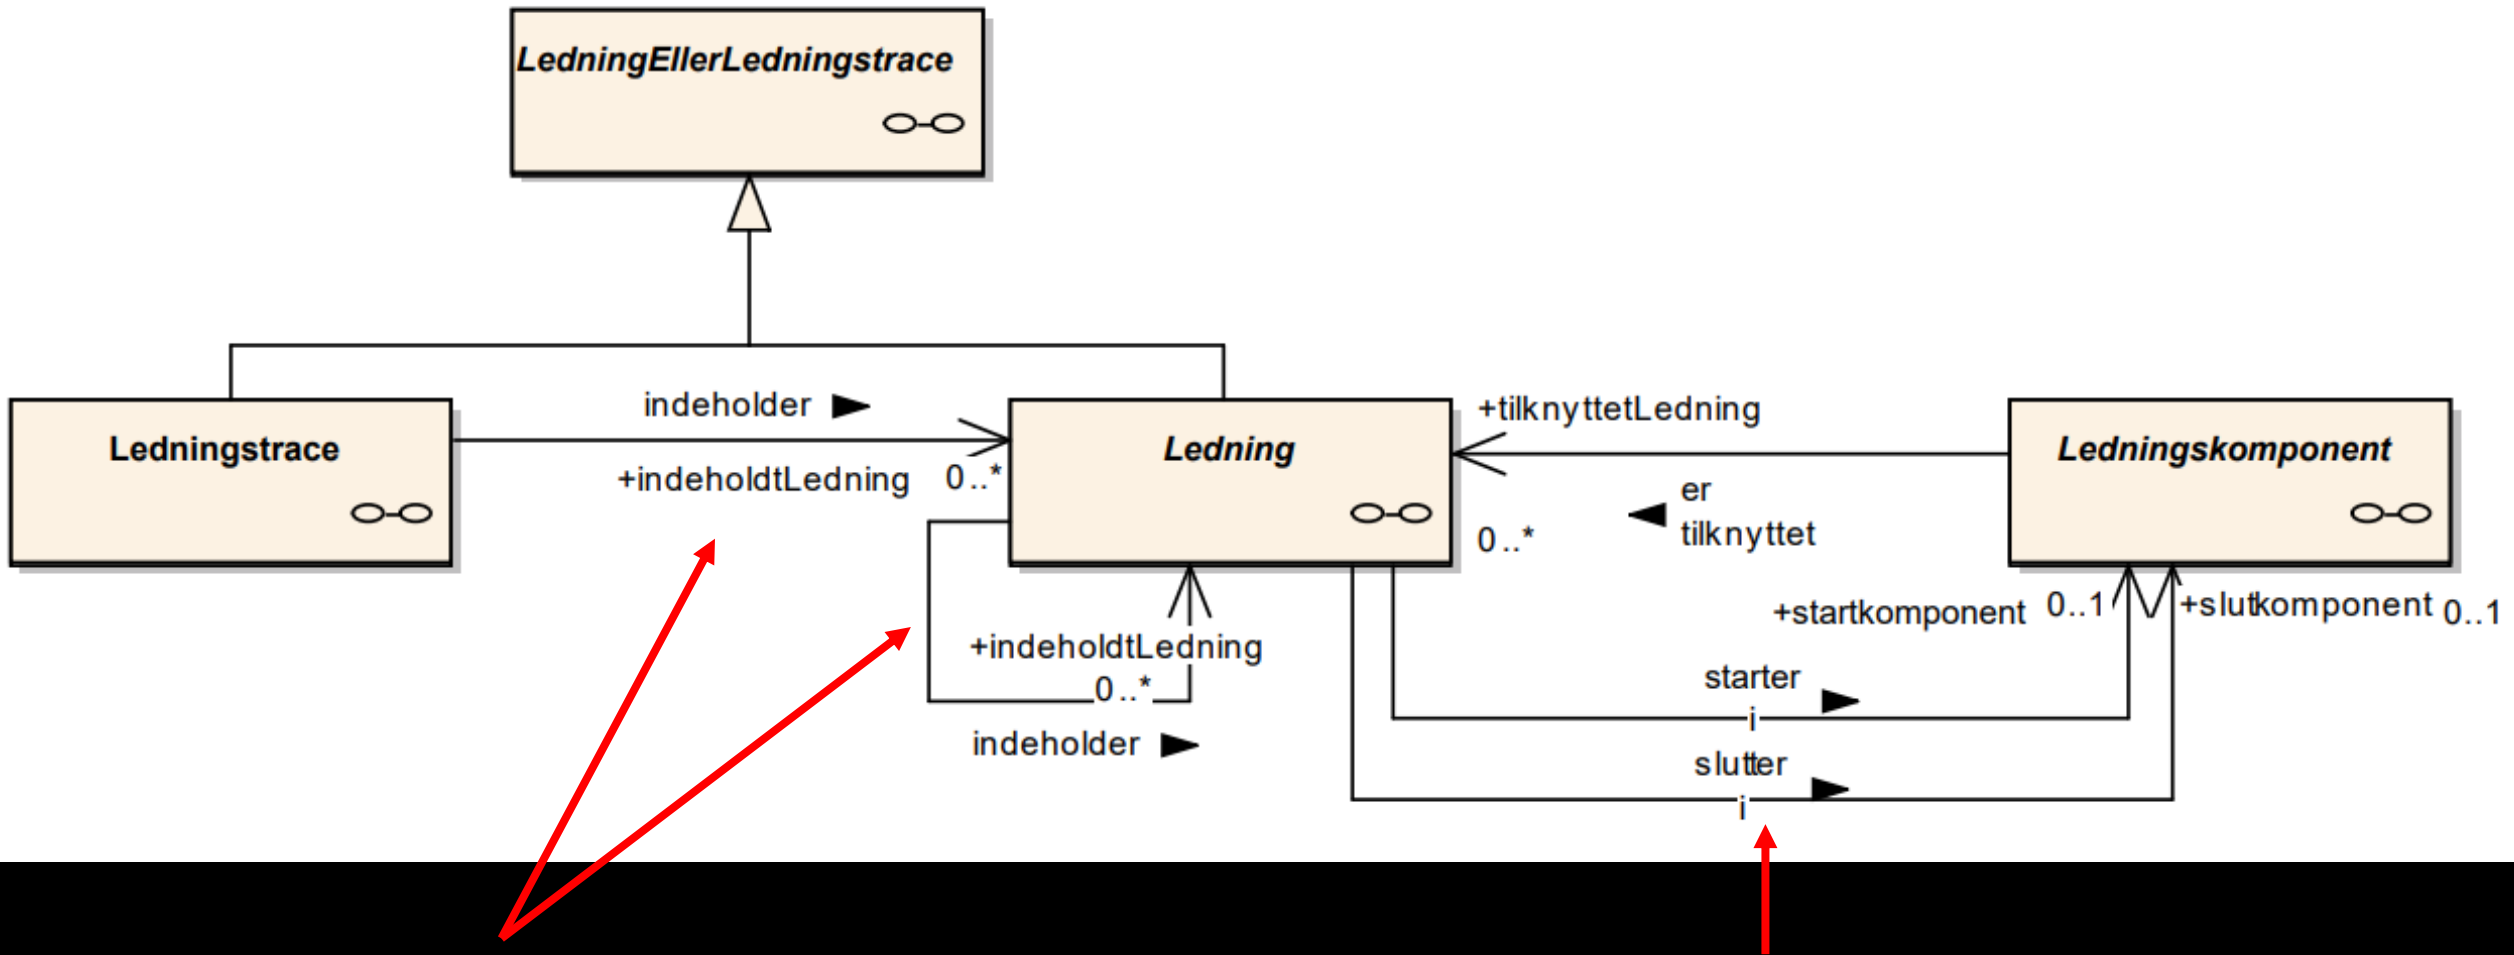 LedningEllerLedningstrace
indeholder
+indeholdtLedning
0..*
Ledningstrace
Ledning
+tilknyttetLedning
er
tilknyttet
0..*
Ledningskomponent
+indeholdtLedning
0..*
indeholder
+startkomponent
0..1
+slutkomponent
0..1
starter
i
slutter
i